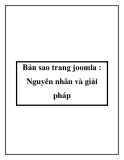 Bản sao trang joomla :
Nguyên nhân và giải
pháp